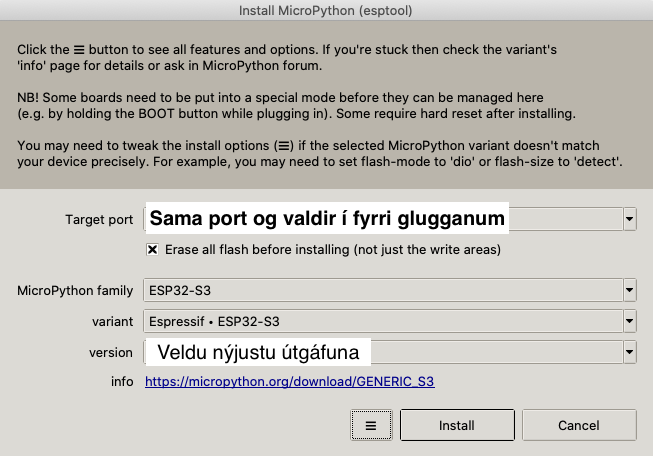 Install MicroPython (esptool)
Click the ☰ button to see all features and options. If you're stuck then check the variant's
'info' page for details or ask in MicroPython forum.
NB! Some boards need to be put into a special mode before they can be managed here
(e.g. by holding the BOOT button while plugging in). Some require hard reset after installing.
You may need to tweak the install options (☰) if the selected MicroPython variant doesn't match
your device precisely. For example, you may need to set flash-mode to 'dio' or flash-size to 'detect'.
Target port Sama port og valdir í fyrri glugganum
Erase all flash before installing (not just the write areas)
MicroPython family ESP32-S3
variant Espressif • ESP32-S3
version Veldu nýjustu útgáfuna
info https://micropython.org/download/GENERIC_S3
☰ Install Cancel